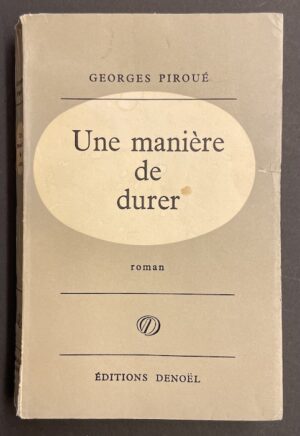 GEORGES PIROUÉ
Une manière
de
durer
roman
ÉDITIONS DENOËL